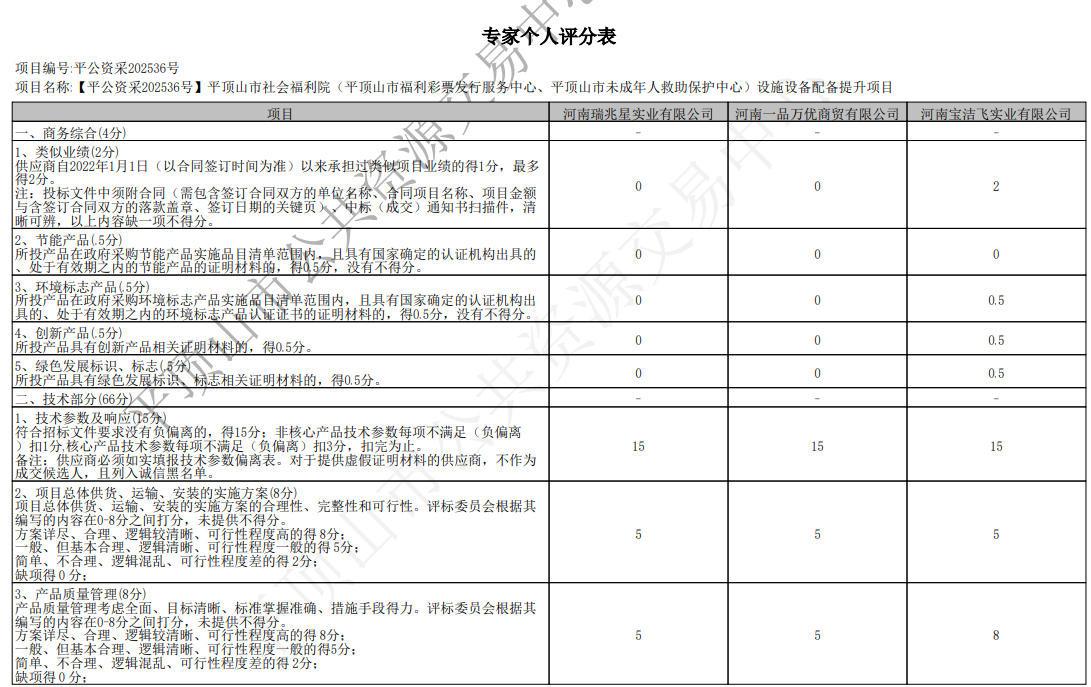 专家个人评分表
项目编号:平公资采202536号
项目名称:【平公资采202536号】平顶山市社会福利院（平顶山市福利彩票发行服务中心、平顶山市未成年人救助保护中心）设施设备配备提升项目
项目 河南瑞兆星实业有限公司 河南一品万优商贸有限公司 河南宝洁飞实业有限公司
一、商务综合(4分) - - -
1、类似业绩(2分)
供应商自2022年1月1日（以合同签订时间为准）以来承担过类似项目业绩的得1分，最多
得2分。
注：投标文件中须附合同（需包含签订合同双方的单位名称、合同项目名称、项目金额
与含签订合同双方的落款盖章、签订日期的关键页）、中标（成交）通知书扫描件，清
晰可辨，以上内容缺一项不得分。
0 0 2
2、节能产品(.5分)
所投产品在政府采购节能产品实施品目清单范围内，且具有国家确定的认证机构出具的
、处于有效期之内的节能产品的证明材料的，得0.5分，没有不得分。
0 0 0
3、环境标志产品(.5分)
所投产品在政府采购环境标志产品实施品目清单范围内，且具有国家确定的认证机构出
具的、处于有效期之内的环境标志产品认证证书的证明材料的，得0.5分，没有不得分。
0 0 0.5
4、创新产品(.5分)
所投产品具有创新产品相关证明材料的，得0.5分。
0 0 0.5
5、绿色发展标识、标志(.5分)
所投产品具有绿色发展标识、标志相关证明材料的，得0.5分。
0 0 0.5
二、技术部分(66分) - - -
1、技术参数及响应(15分)
符合招标文件要求没有负偏离的，得15分；非核心产品技术参数每项不满足（负偏离
）扣1分,核心产品技术参数每项不满足（负偏离）扣3分，扣完为止。
备注：供应商必须如实填报技术参数偏离表。对于提供虚假证明材料的供应商，不作为
成交候选人，且列入诚信黑名单。
15 15 15
2、项目总体供货、运输、安装的实施方案(8分)
项目总体供货、运输、安装的实施方案的合理性、完整性和可行性。评标委员会根据其
编写的内容在0-8分之间打分，未提供不得分。
方案详尽、合理、逻辑较清晰、可行性程度高的得 8分；
一般、但基本合理、逻辑清晰、可行性程度一般的得 5分；
简单、不合理、逻辑混乱、可行性程度差的得 2分；
缺项得 0 分；
5 5 5
3、产品质量管理(8分)
产品质量管理考虑全面、目标清晰、标准掌握准确、措施手段得力。评标委员会根据其
编写的内容在0-8分之间打分，未提供不得分。
方案详尽、合理、逻辑较清晰、可行性程度高的得 8分；
一般、但基本合理、逻辑清晰、可行性程度一般的得5分；
简单、不合理、逻辑混乱、可行性程度差的得 2分；
缺项得 0 分；
5 5 8
平顶山市公共资源交易中心
平顶山市公共资源交易中心